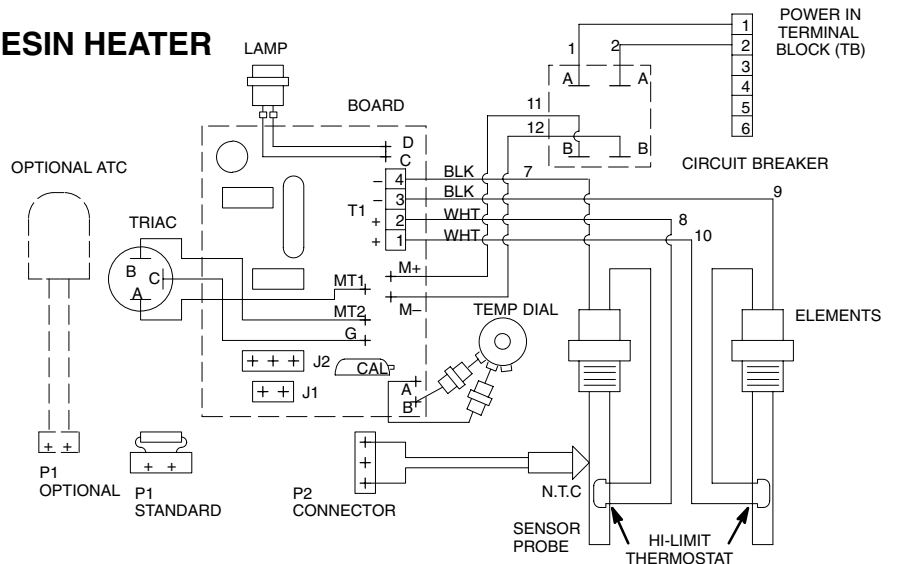 ESIN HEATER
LAMP
POWER IN
TERMINAL
BLOCK (TB)
1
2
3
4
5
6
1
2
A
A
B
B
11
12
CIRCUIT BREAKER
BOARD
D
C
− 4
− 3
+ 2
+ 1
T1
BLK
7
BLK
9
WHT
8
WHT
10
OPTIONAL ATC
TRIAC
B
C
A
MT1
MT2
G
M+
M−
TEMP DIAL
ELEMENTS
+ + + J2
+ + J1
CAL
A
B
+ +
P1
OPTIONAL
+ +
P1
STANDARD
+
+
+
P2
CONNECTOR
N.T.C
SENSOR
PROBE
HI-LIMIT
THERMOSTAT